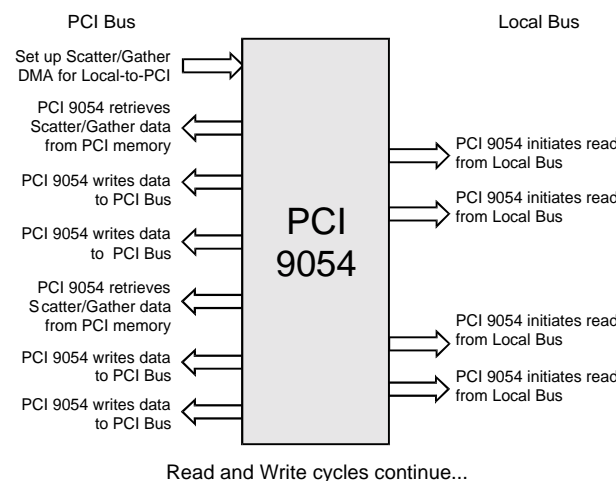 PCI Bus
Local Bus
Set up Scatter/Gather
DMA for Local-to-PCI
PCI 9054 retrieves
Scatter/Gather data
from PCI memory
PCI 9054 initiates read
from Local Bus
PCI 9054 writes data
to PCI Bus
PCI 9054 initiates read
from Local Bus
PCI
9054
PCI 9054 writes data
to PCI Bus
PCI 9054 retrieves
Scatter/Gather data
from PCI memory
PCI 9054 initiates read
from Local Bus
PCI 9054 writes data
to PCI Bus
PCI 9054 initiates read
from Local Bus
PCI 9054 writes data
to PCI Bus
Read and Write cycles continue...